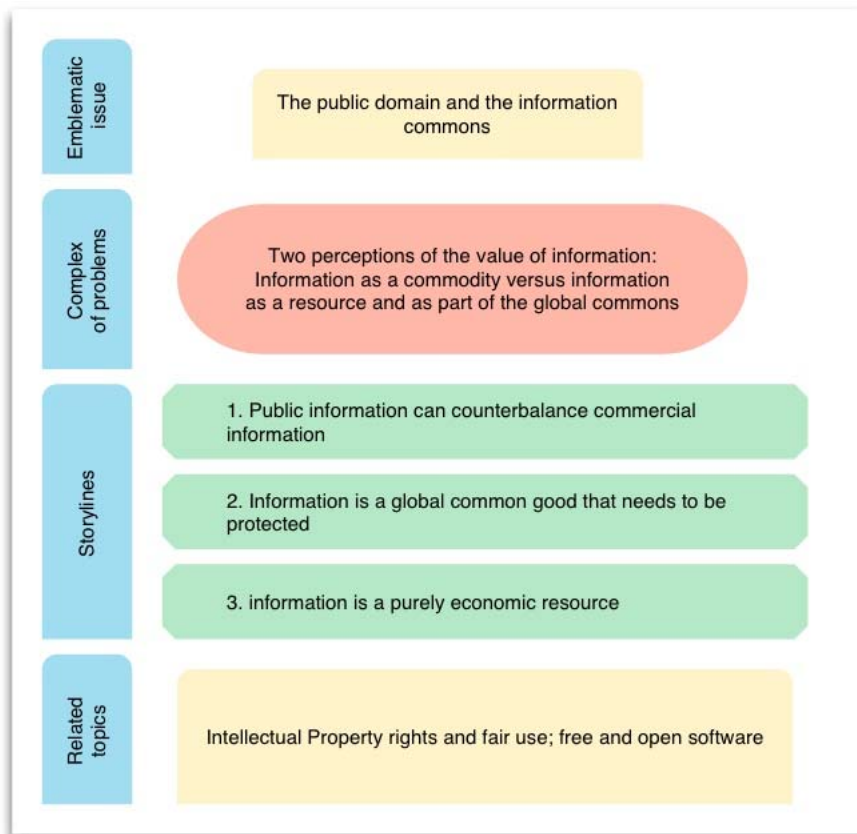 Emblematic
issue
The public domain and the information
commons
Complex
of problems
Two perceptions of the value of information:
Information as a commodity versus information
as a resource and as part of the global commons
Storylines
1. Public information can counterbalance commercial
information
2. Information is a global common good that needs to be
protected
3. information is a purely economic resource
Related
topics
Intellectual Property rights and fair use; free and open software